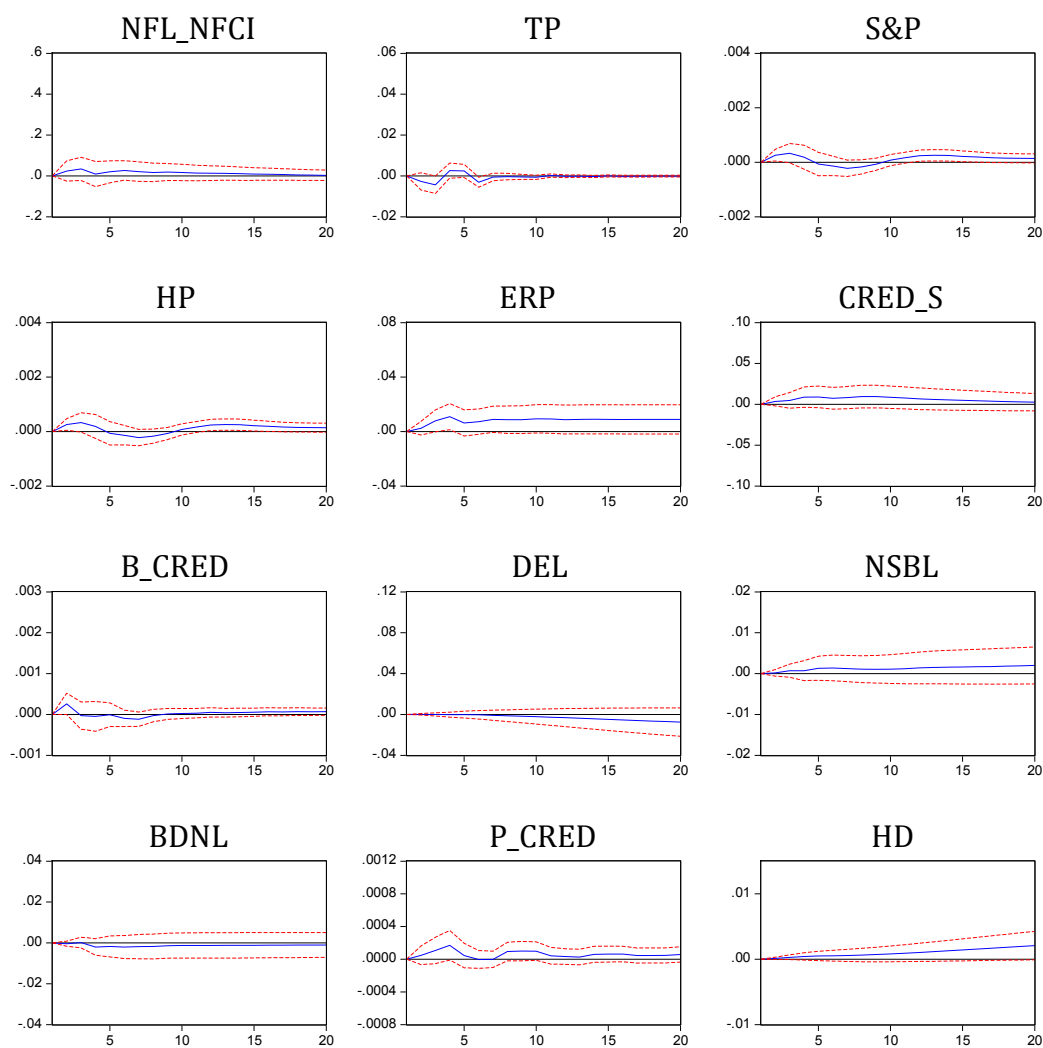 NFL_NFCI TP S&P
.6 .06 .004
.4 .04 .002
.2 .02 .000
.0 .00 -.002
-.2 -.02
5 10 15 20 5 10 15 20 5 10 15 20
HP ERP CRED_S
.004 .08 .10
.002 .04 .05
.000 .00 .00
-.002 -.04 -.05
-.10
5 10 15 20 5 10 15 20 5 10 15 20
B_CRED DEL NSBL
.003 .12 .02
.002 .08 .01
.001 .04 .00
.000 .00 -.01
-.001 -.04 -.02
5 10 15 20 5 10 15 20 5 10 15 20
BDNL P_CRED HD
.04 .0012 .01
.02 .0008 .00
.00 .0004 -.01
-.02 .0000
-.04 -.0004
-.0008
5 10 15 20 5 10 15 20 5 10 15 20